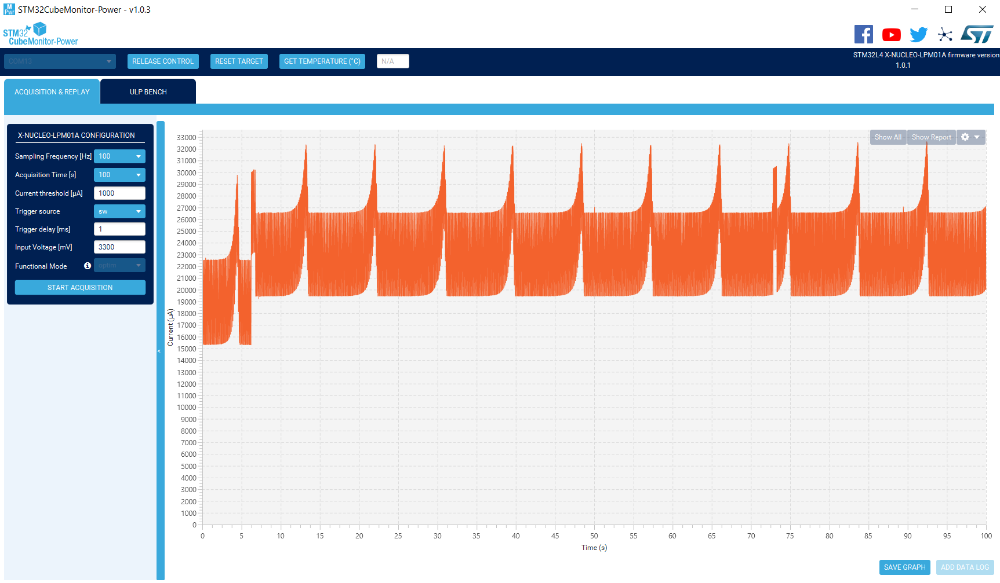 STM32CubeMonitor-Power - v1.0.3
STM32
CubeMonitor-Power
COM13 RELEASE CONTROL RESET TARGET GET TEMPERATURE (°C) N/A
STM32L4 X-NUCLEO-LPM01A firmware version
1.0.1
ACQUISITION & REPLAY ULP BENCH
X-NUCLEO-LPM01A CONFIGURATION
Sampling Frequency [Hz] 100
Acquisition Time [s] 100
Current threshold [µA] 1000
Trigger source sw
Trigger delay [ms] 1
Input Voltage [mV] 3300
Functional Mode optim
START ACQUISITION
<
Show All Show Report
Current (µA)
33000
32000
31000
30000
29000
28000
27000
26000
25000
24000
23000
22000
21000
20000
19000
18000
17000
16000
15000
14000
13000
12000
11000
10000
9000
8000
7000
6000
5000
4000
3000
2000
1000
0
0 5 10 15 20 25 30 35 40 45 50 55 60 65 70 75 80 85 90 95 100
Time (s)
SAVE GRAPH ADD DATA LOG